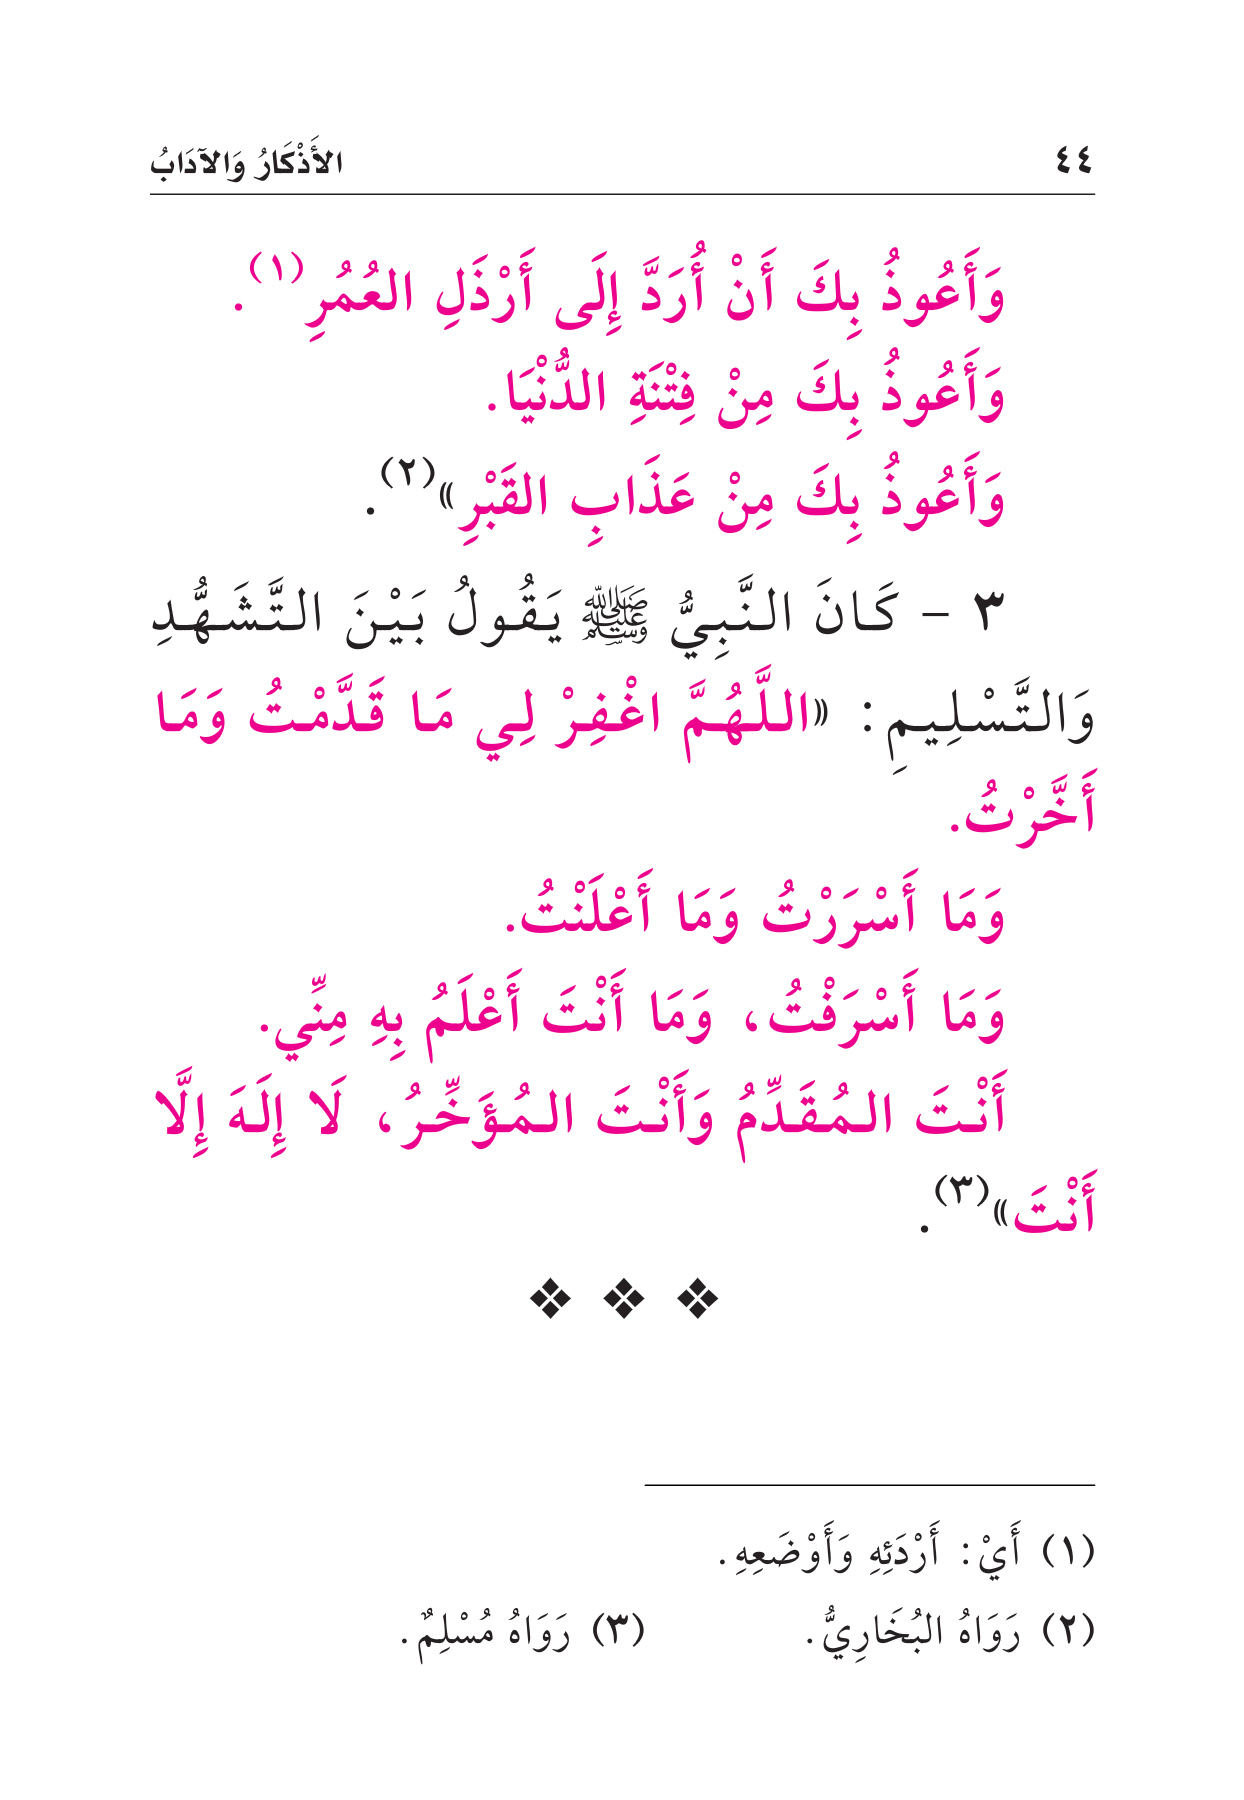 ٤٤ الأَذْكَارُ وَالآدَابُ
وَأَعُوذُ بِكَ أَنْ أُرَدَّ إِلَى أَرْذَلِ العُمُرِ(١).
وَأَعُوذُ بِكَ مِنْ فِتْنَةِ الدُّنْيَا.
وَأَعُوذُ بِكَ مِنْ عَذَابِ القَبْرِ»(٢).
٣ - كَانَ النَّبِيُّ ﷺ يَقُولُ بَيْنَ التَّشَهُّدِ
وَالتَّسْلِيمِ: «اللَّهُمَّ اغْفِرْ لِي مَا قَدَّمْتُ وَمَا
أَخَّرْتُ.
وَمَا أَسْرَرْتُ وَمَا أَعْلَنْتُ.
وَمَا أَسْرَفْتُ، وَمَا أَنْتَ أَعْلَمُ بِهِ مِنِّي.
أَنْتَ المُقَدِّمُ وَأَنْتَ المُؤَخِّرُ، لَا إِلَهَ إِلَّا
أَنْتَ»(٣).
(١) أَيْ: أَرْدَئِهِ وَأَوْضَعِهِ.
(٢) رَوَاهُ البُخَارِيُّ. (٣) رَوَاهُ مُسْلِمٌ.